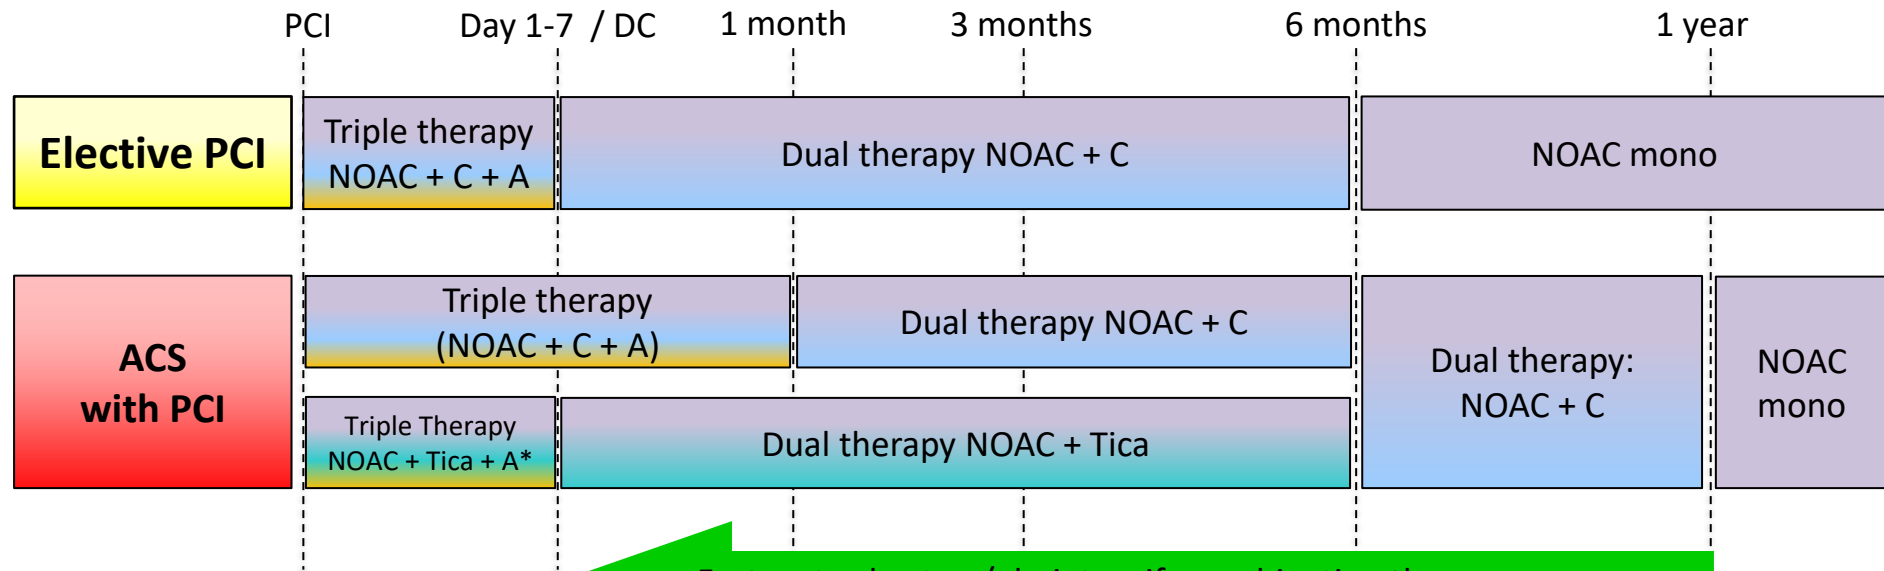 PCI
Day 1-7 / DC
1 month
3 months
6 months
1 year
Elective PCI
Triple therapy
NOAC + C + A
Dual therapy NOAC + C
NOAC mono
ACS
with PCI
Triple therapy
(NOAC + C + A)
Dual therapy NOAC + C
Triple Therapy
NOAC + Tica + A*
Dual therapy NOAC + Tica
Dual therapy:
NOAC + C
NOAC
mono